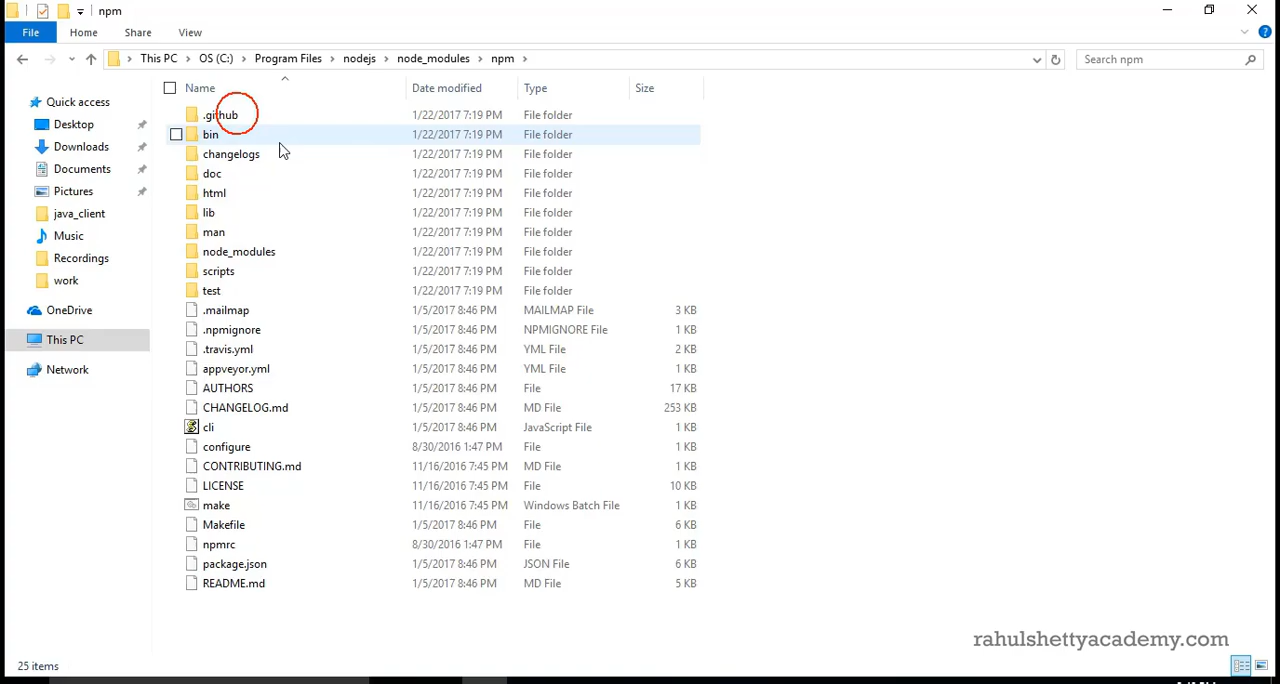 npm
File Home Share View
This PC OS (C:) Program Files nodejs node_modules npm
Search npm
Name Date modified Type Size
Quick access
Desktop
Downloads
Documents
Pictures
java_client
Music
Recordings
work
OneDrive
This PC
Network
.github 1/22/2017 7:19 PM File folder
bin 1/22/2017 7:19 PM File folder
changelogs 1/22/2017 7:19 PM File folder
doc 1/22/2017 7:19 PM File folder
html 1/22/2017 7:19 PM File folder
lib 1/22/2017 7:19 PM File folder
man 1/22/2017 7:19 PM File folder
node_modules 1/22/2017 7:19 PM File folder
scripts 1/22/2017 7:19 PM File folder
test 1/22/2017 7:19 PM File folder
.mailmap 1/5/2017 8:46 PM MAILMAP File 3 KB
.npmignore 1/5/2017 8:46 PM NPMIGNORE File 1 KB
.travis.yml 1/5/2017 8:46 PM YML File 2 KB
appveyor.yml 1/5/2017 8:46 PM YML File 1 KB
AUTHORS 1/5/2017 8:46 PM File 17 KB
CHANGELOG.md 1/5/2017 8:46 PM MD File 253 KB
cli 1/5/2017 8:46 PM JavaScript File 1 KB
configure 8/30/2016 1:47 PM File 1 KB
CONTRIBUTING.md 11/16/2016 7:45 PM MD File 1 KB
LICENSE 11/16/2016 7:45 PM File 10 KB
make 11/16/2016 7:45 PM Windows Batch File 1 KB
Makefile 1/5/2017 8:46 PM File 6 KB
npmrc 8/30/2016 1:47 PM File 1 KB
package.json 1/5/2017 8:46 PM JSON File 6 KB
README.md 1/5/2017 8:46 PM MD File 5 KB
rahulshettyacademy.com
25 items